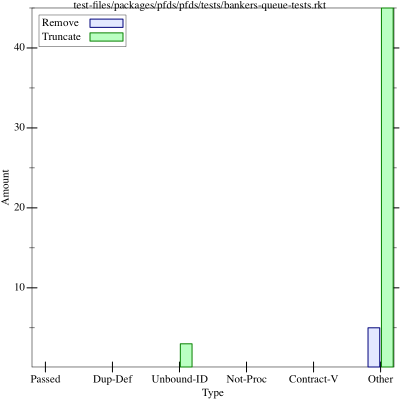 test-files/packages/pfds/pfds/tests/bankers-queue-tests.rkt
Remove
Truncate
40
30
20
10
Amount
Passed Dup-Def Unbound-ID Not-Proc Contract-V Other
Type